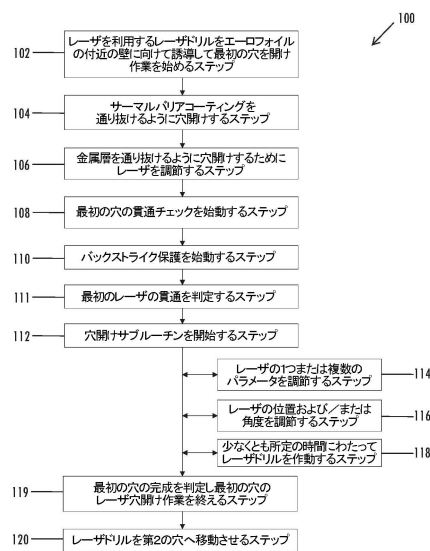 100
102
レーザを利用するレーザドリルをエーロフォイル
の付近の壁に向けて誘導して最初の穴を開け
作業を始めるステップ
104
サーマルバリアコーティングを
通り抜けるように穴開けするステップ
106
金属層を通り抜けるように穴開けするために
レーザを調節するステップ
108
最初の穴の貫通チェックを始動するステップ
110
バックストライク保護を始動するステップ
111
最初のレーザの貫通を判定するステップ
112
穴開けサブルーチンを開始するステップ
レーザの1つまたは複数の
パラメータを調節するステップ
114
レーザの位置および/または
角度を調節するステップ
116
少なくとも所定の時間にわたって
レーザドリルを作動するステップ
118
119
最初の穴の完成を判定し最初の穴の
レーザ穴開け作業を終えるステップ
120
レーザドリルを第2の穴へ移動させるステップ